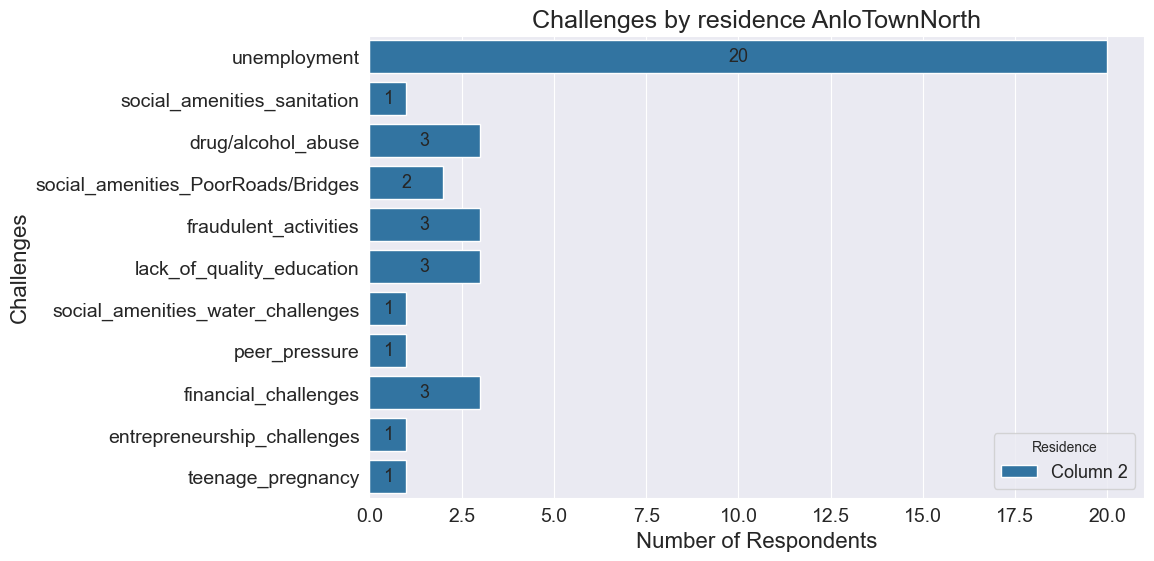 Challenges by residence AnloTownNorth
Challenges
unemployment
20
social_amenities_sanitation
1
drug/alcohol_abuse
3
social_amenities_PoorRoads/Bridges
2
fraudulent_activities
3
lack_of_quality_education
3
social_amenities_water_challenges
1
peer_pressure
1
financial_challenges
3
entrepreneurship_challenges
1
teenage_pregnancy
1
Residence
Column 2
0.0 2.5 5.0 7.5 10.0 12.5 15.0 17.5 20.0
Number of Respondents